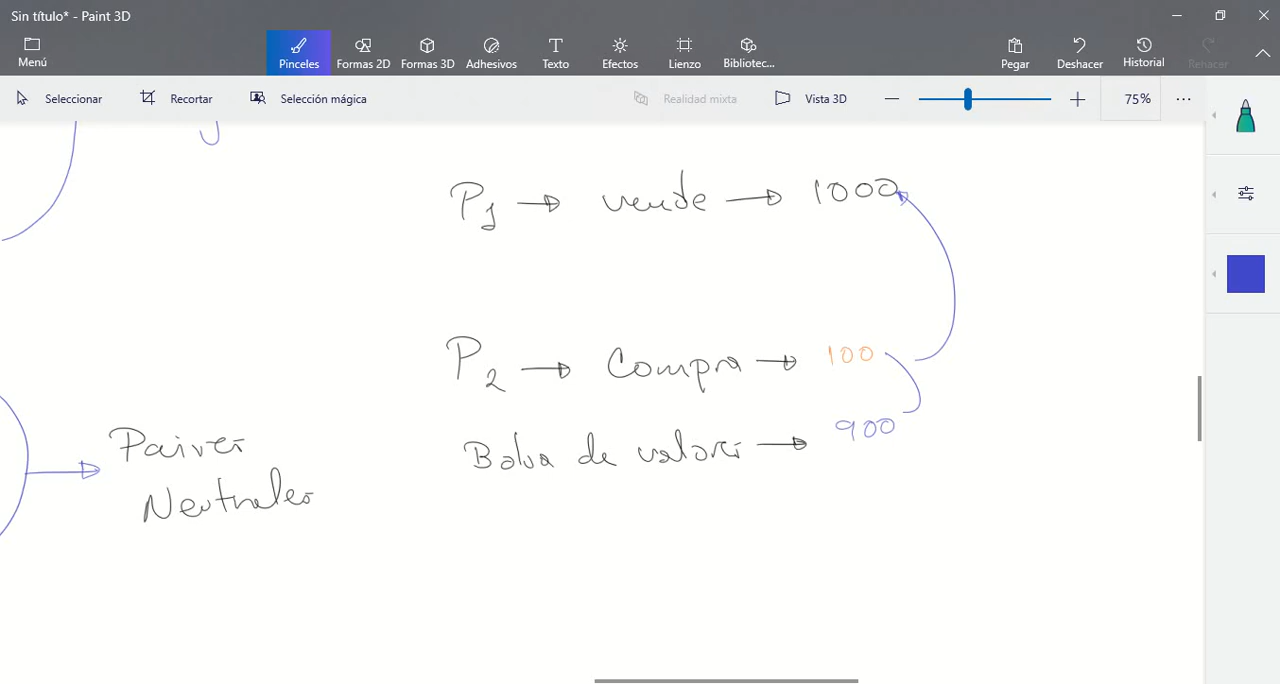 Sin título* - Paint 3D
Menú
Pinceles
Formas 2D
Formas 3D
Adhesivos
Texto
Efectos
Lienzo
Bibliotec...
Pegar
Deshacer
Historial
Rehacer
Seleccionar
Recortar
Selección mágica
Realidad mixta
Vista 3D
75%
P1 → vende → 1000
P2 → Compra → 100
Bolsa de valores → 900
Paises
Neutrales